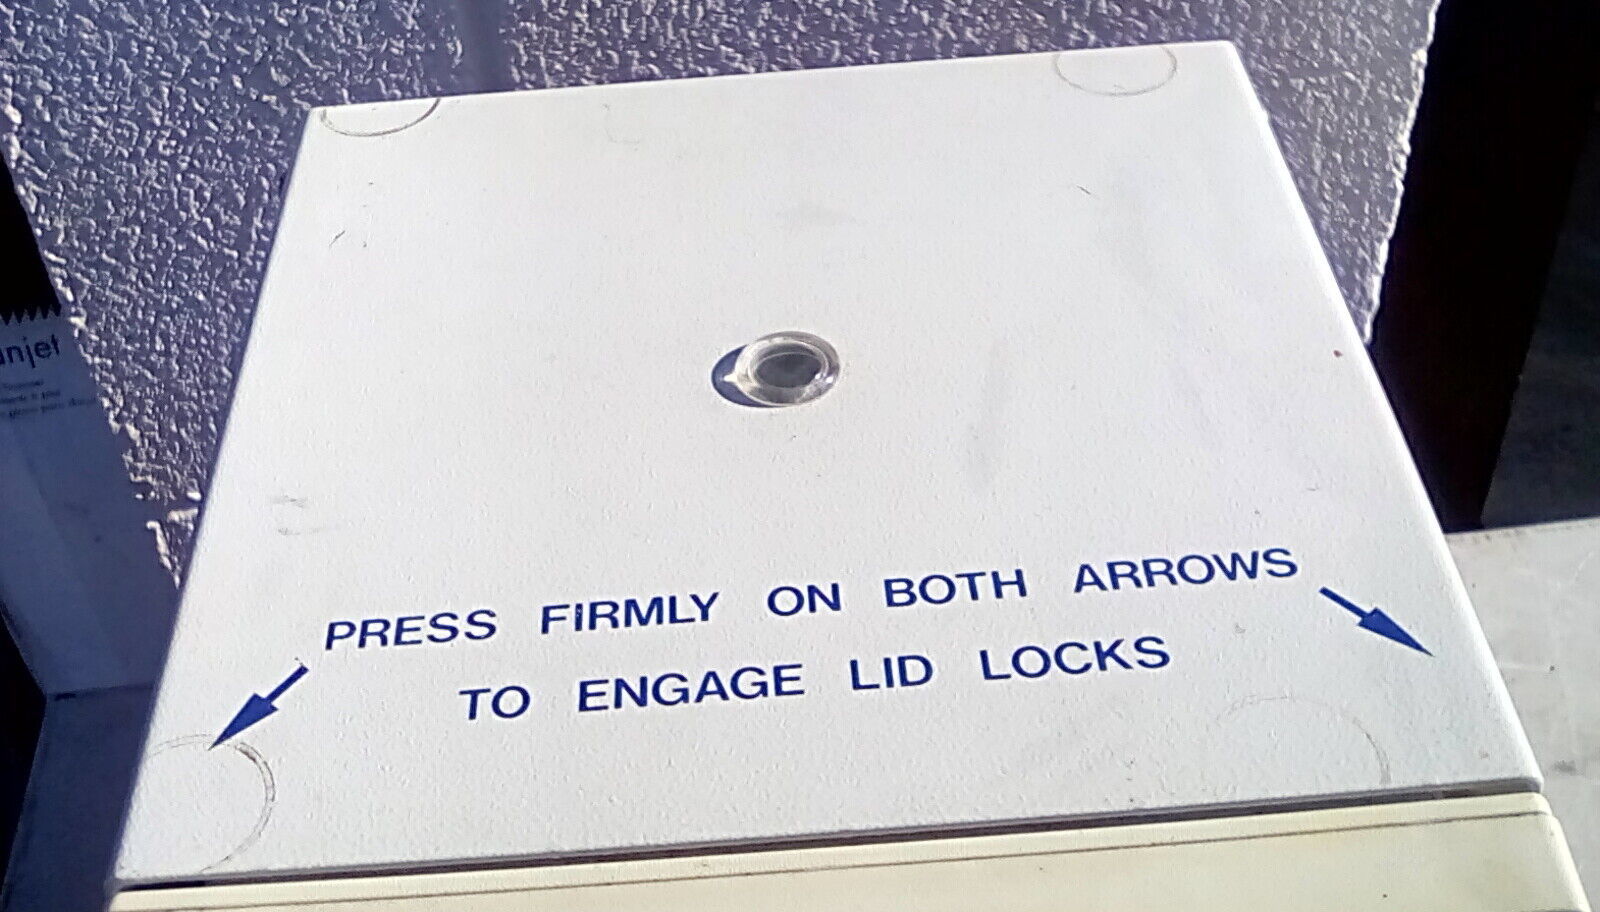 PRESS FIRMLY ON BOTH ARROWS
TO ENGAGE LID LOCKS